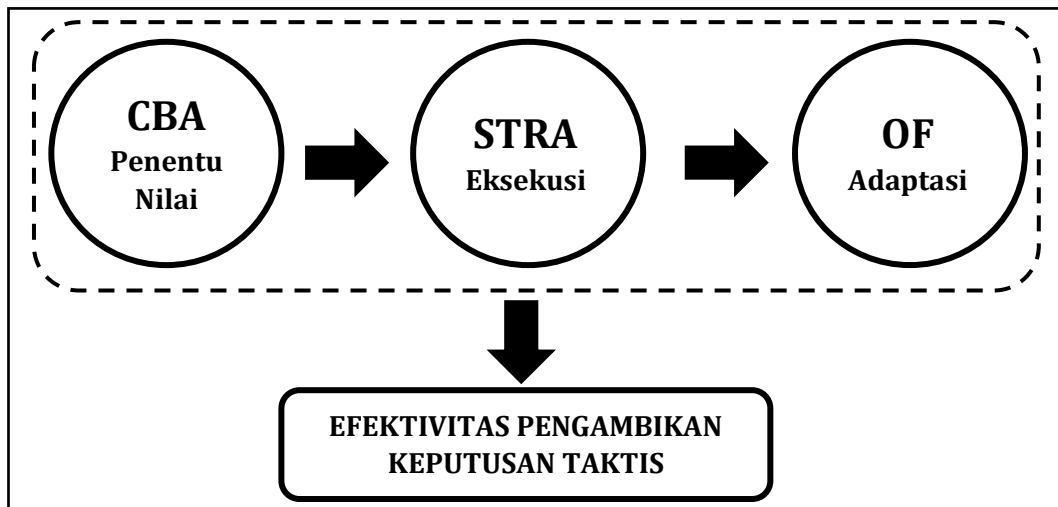 CBA
Penentu
Nilai
STRA
Eksekusi
OF
Adaptasi
EFEKTIVITAS PENGAMBIKAN
KEPUTUSAN TAKTIS